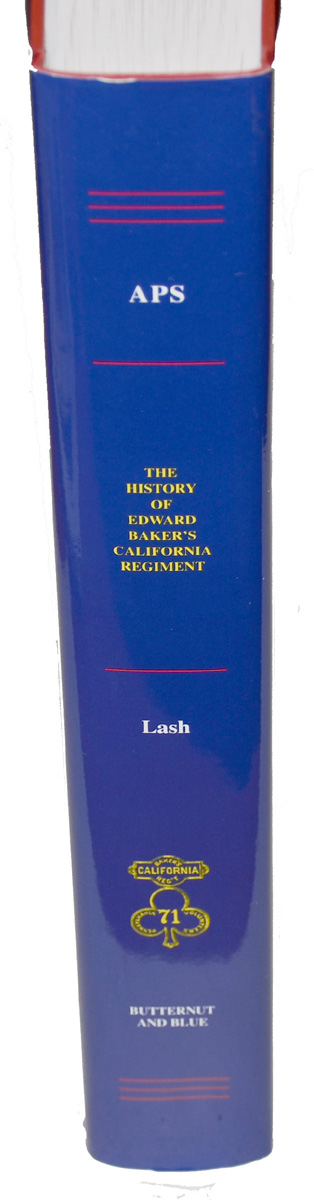 APS
THE
HISTORY
OF
EDWARD
BAKER'S
CALIFORNIA
REGIMENT
Lash
BAKER'S
CALIFORNIA
REG'T
71
BUTTERNUT
AND BLUE